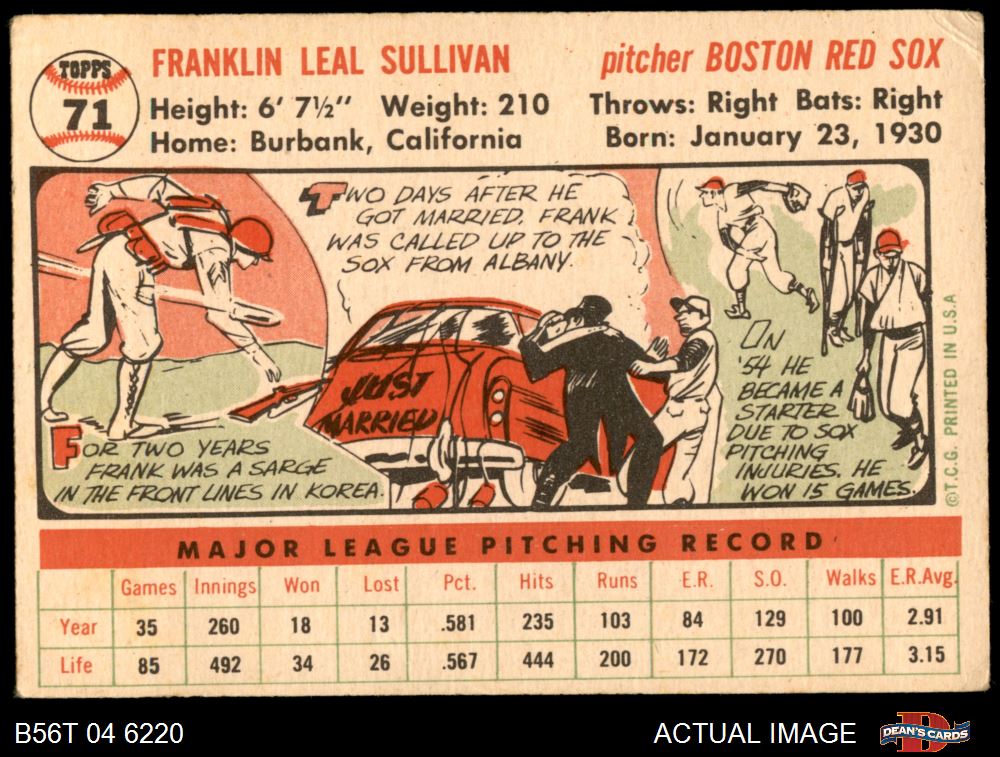 TOPPS
71
FRANKLIN LEAL SULLIVAN
pitcher BOSTON RED SOX
Height: 6' 7½" Weight: 210
Throws: Right Bats: Right
Home: Burbank, California
Born: January 23, 1930
FOR TWO YEARS
FRANK WAS A SARGE
IN THE FRONT LINES IN KOREA.
TWO DAYS AFTER HE
GOT MARRIED, FRANK
WAS CALLED UP TO THE
SOX FROM ALBANY.
JUST
MARRIED
IN
'54 HE
BECAME A
STARTER
DUE TO SOX
PITCHING
INJURIES. HE
WON 15 GAMES.
©T.C.G. PRINTED IN U.S.A
MAJOR LEAGUE PITCHING RECORD
Games Innings Won Lost Pct. Hits Runs E.R. S.O. Walks E.R.Avg.
Year 35 260 18 13 .581 235 103 84 129 100 2.91
Life 85 492 34 26 .567 444 200 172 270 177 3.15
B56T 04 6220
ACTUAL IMAGE
DEAN'S CARDS